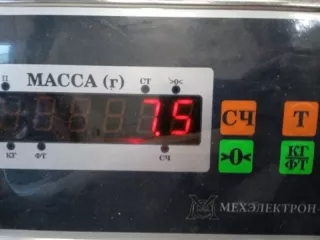 п МАССА (г) СТ >0<
7.5 СЧ Т
КГ ФТ СЧ >0< КГ/ФТ
МЕХЭЛЕКТРОН-